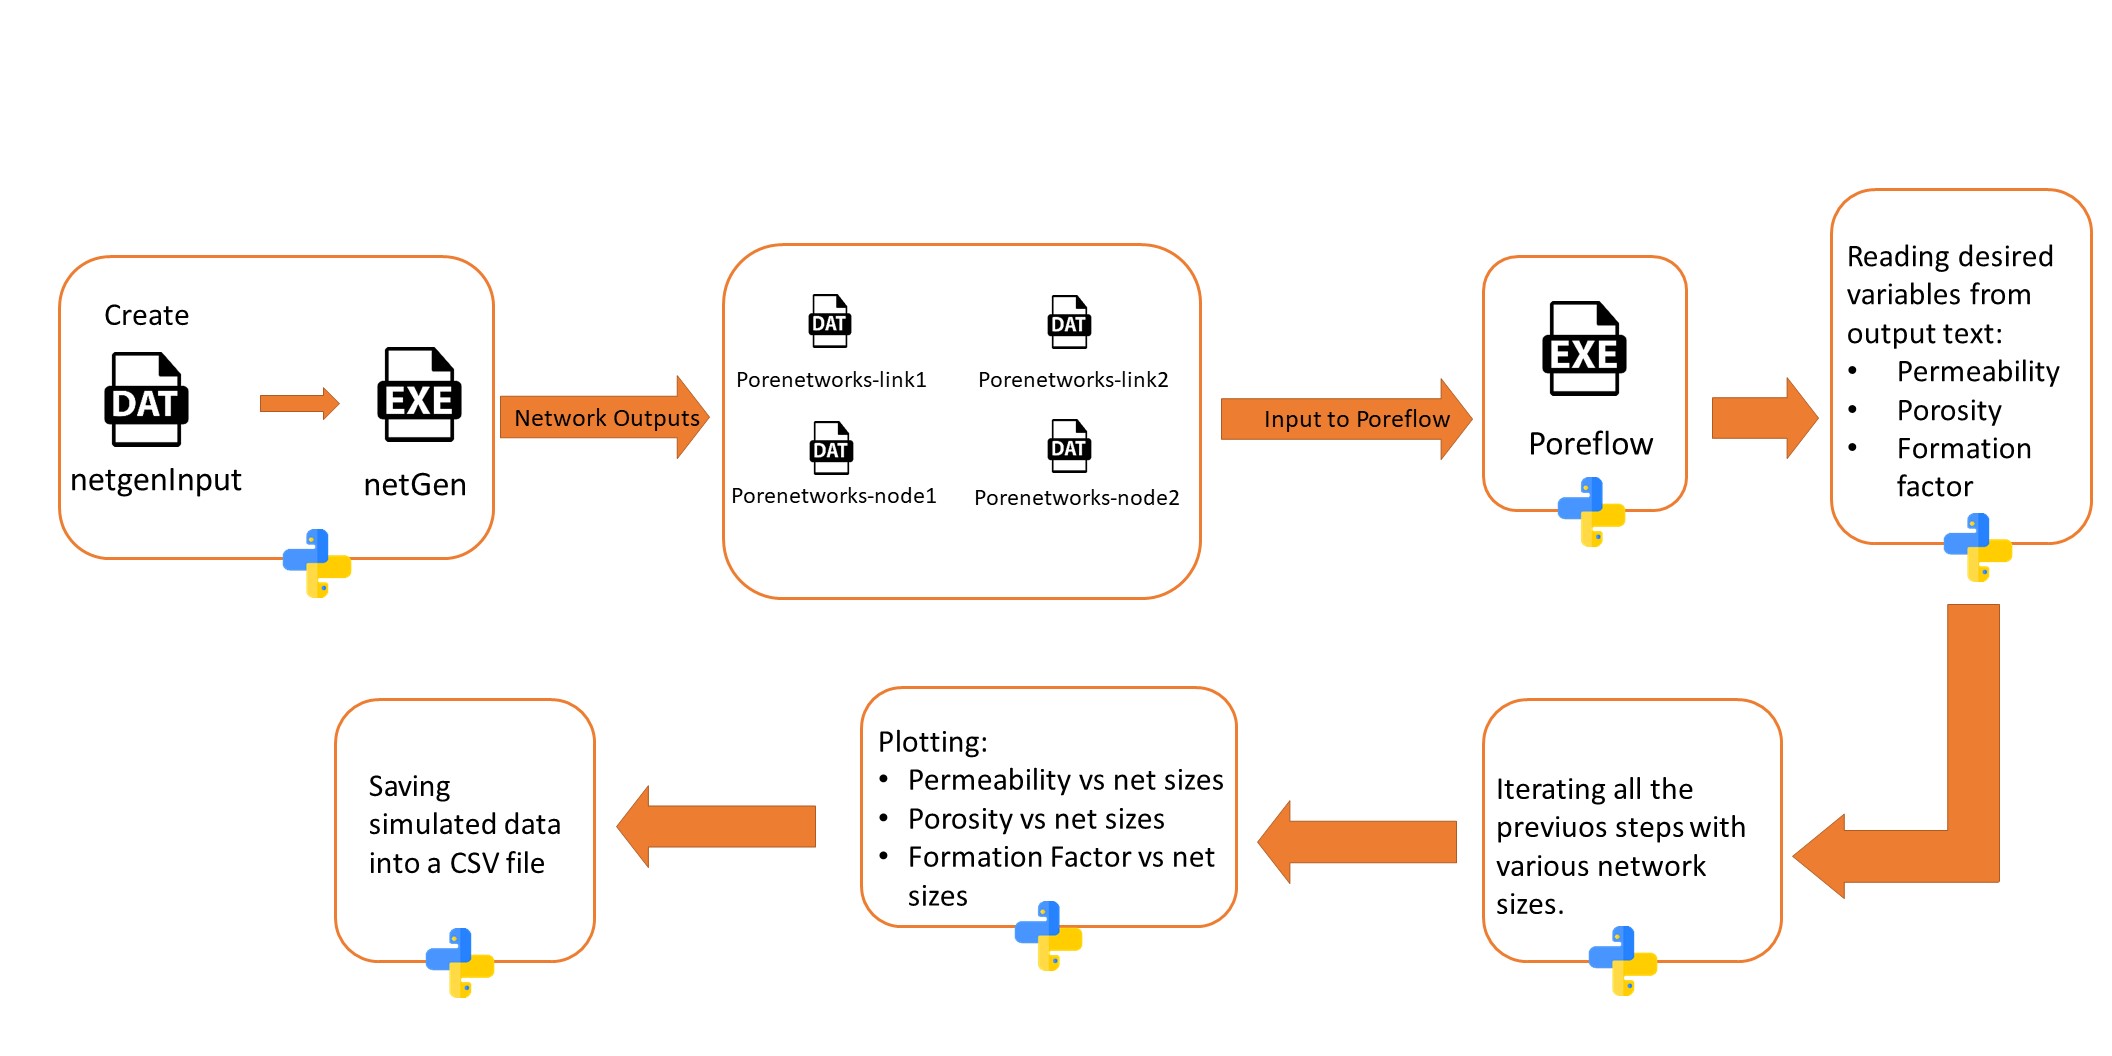 Create
DAT
netgenInput
EXE
netGen
Network Outputs
DAT
Porenetworks-link1
DAT
Porenetworks-link2
DAT
Porenetworks-node1
DAT
Porenetworks-node2
Input to Poreflow
EXE
Poreflow
Reading desired
variables from
output text:
• Permeability
• Porosity
• Formation
factor
Iterating all the
previuos steps with
various network
sizes.
Plotting:
• Permeability vs net sizes
• Porosity vs net sizes
• Formation Factor vs net
sizes
Saving
simulated data
into a CSV file